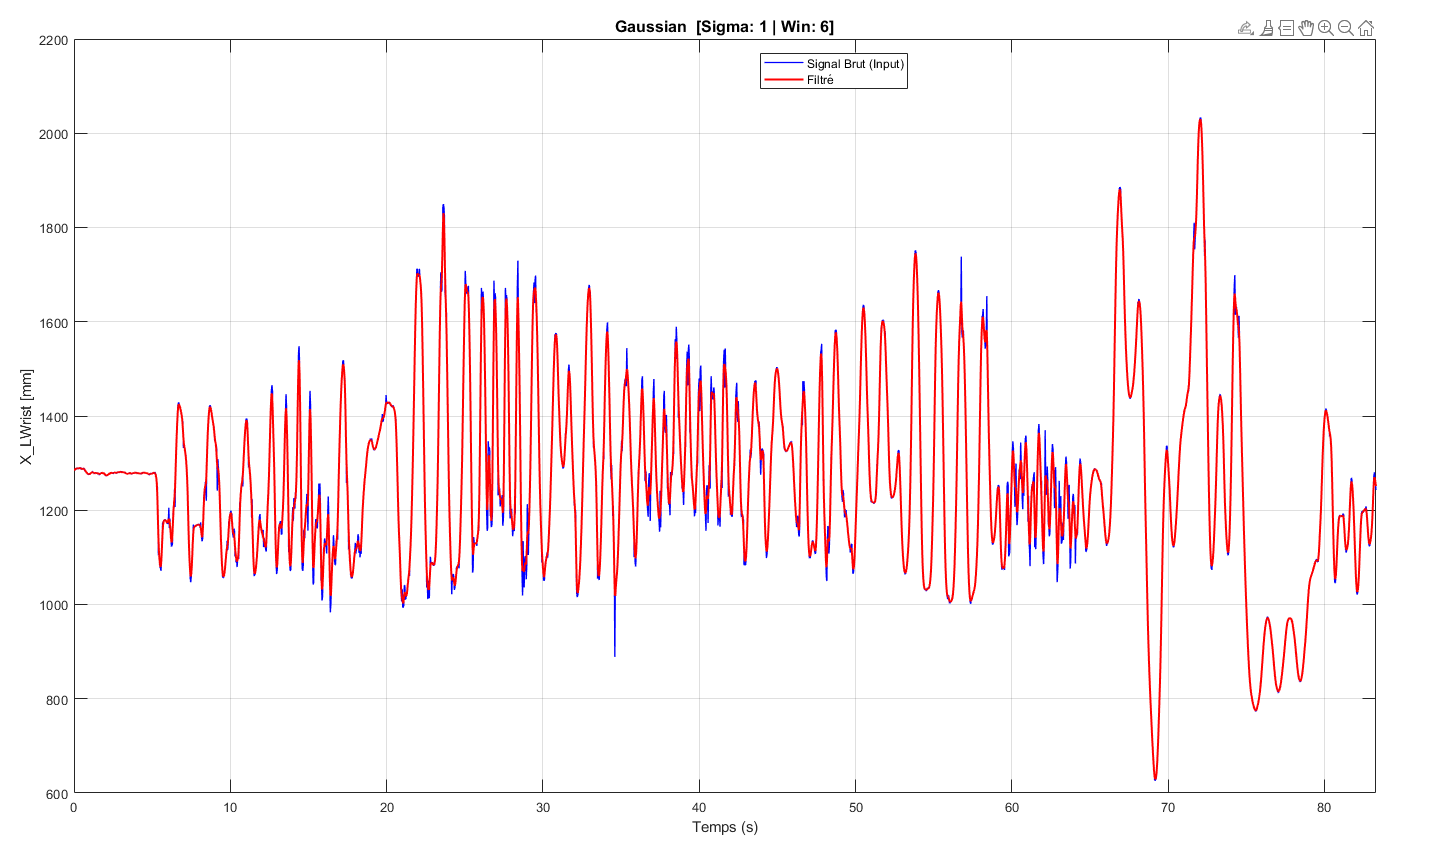 Gaussian [Sigma: 1 | Win: 6]
Signal Brut (Input)
Filtré
X_LWrist [mm]
2200
2000
1800
1600
1400
1200
1000
800
600
0 10 20 30 40 50 60 70 80
Temps (s)